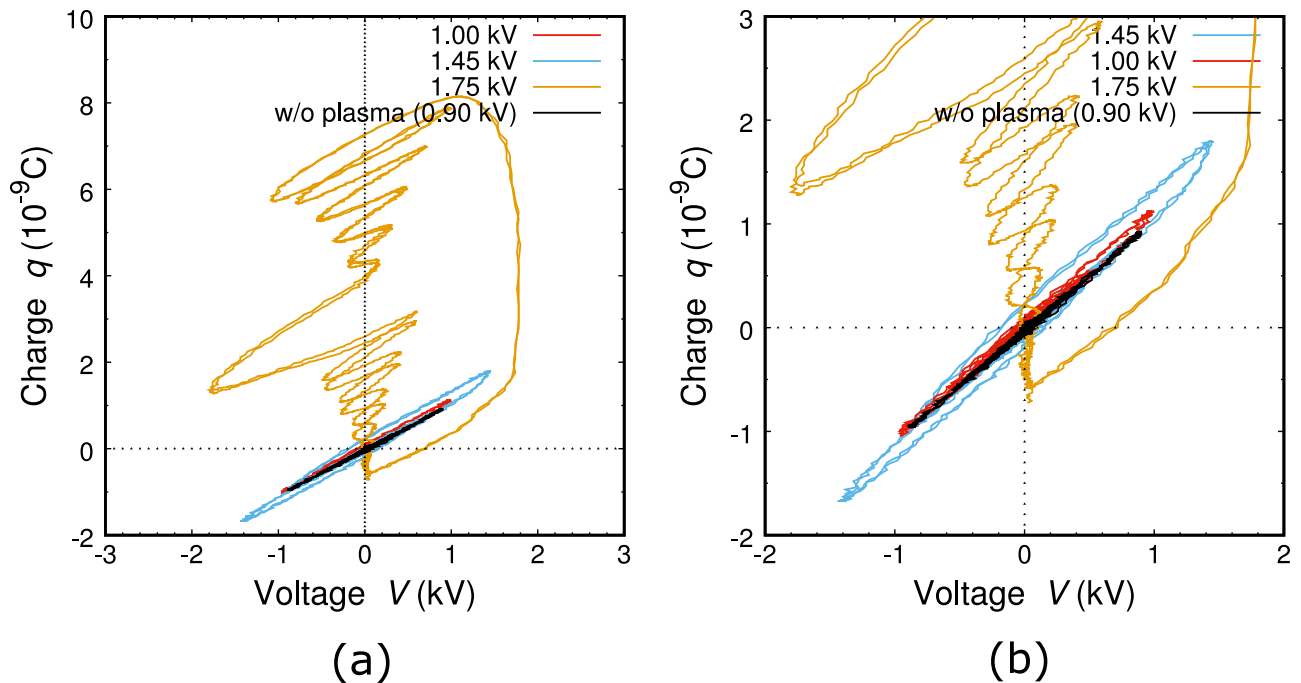 10
8
6
4
2
0
-2
Charge q (10⁻⁹C)
1.00 kV
1.45 kV
1.75 kV
w/o plasma (0.90 kV)
-3 -2 -1 0 1 2 3
Voltage V (kV)
(a)
3
2
1
0
-1
-2
Charge q (10⁻⁹C)
1.45 kV
1.00 kV
1.75 kV
w/o plasma (0.90 kV)
-2 -1 0 1 2
Voltage V (kV)
(b)